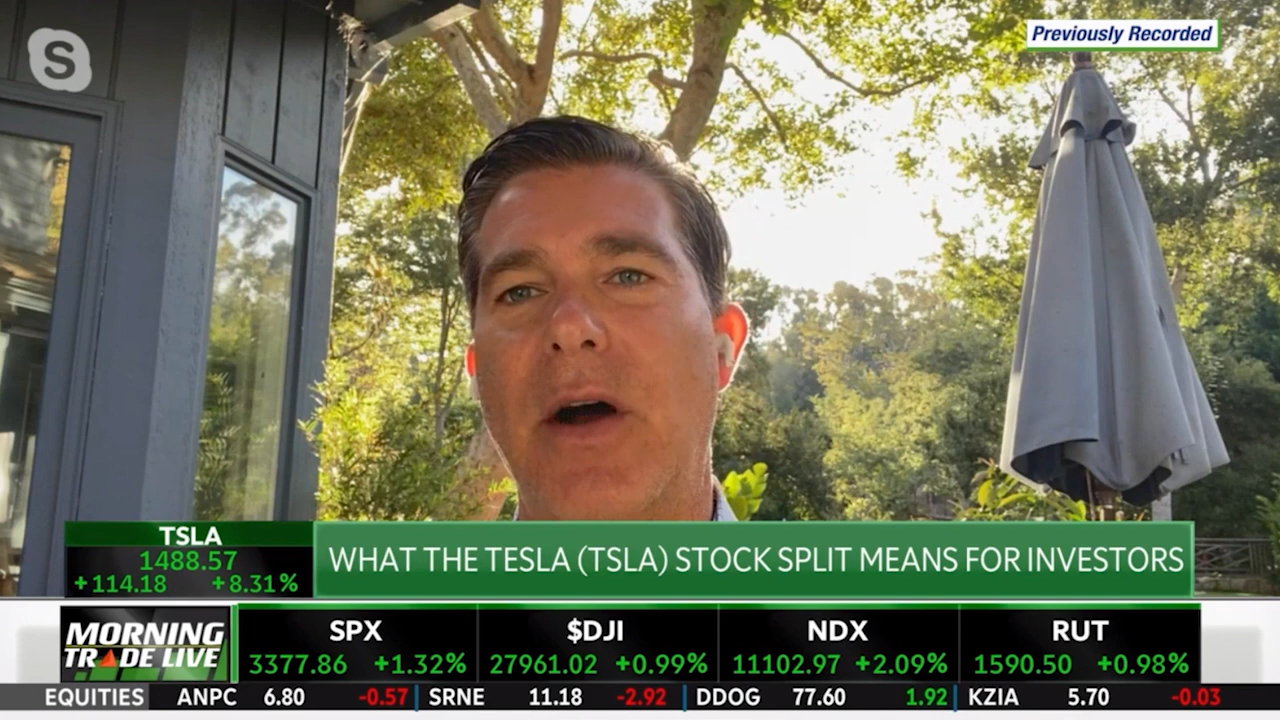 S
Previously Recorded
TSLA
1488.57
+114.18 +8.31%
WHAT THE TESLA (TSLA) STOCK SPLIT MEANS FOR INVESTORS
MORNING
TRADE LIVE
SPX
3377.86 +1.32%
$DJI
27961.02 +0.99%
NDX
11102.97 +2.09%
RUT
1590.50 +0.98%
EQUITIES ANPC 6.80 -0.57 SRNE 11.18 -2.92 DDOG 77.60 1.92 KZIA 5.70 -0.03